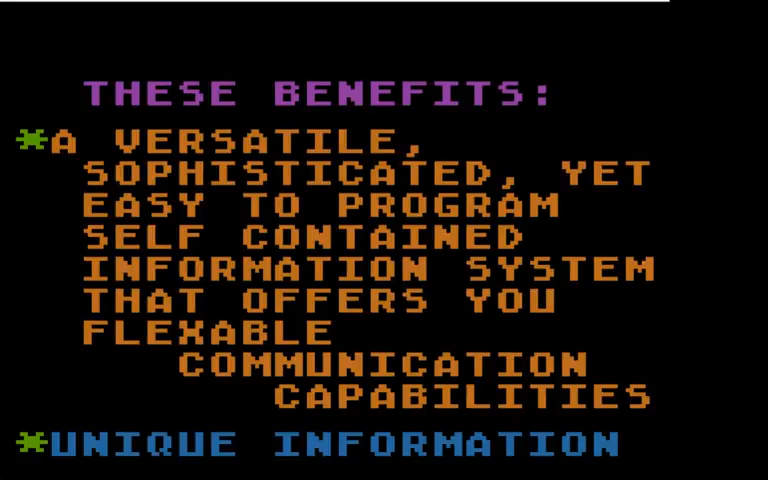 THESE BENEFITS:
*A VERSATILE,
SOPHISTICATED, YET
EASY TO PROGRAM
SELF CONTAINED
INFORMATION SYSTEM
THAT OFFERS YOU
FLEXABLE
COMMUNICATION
CAPABILITIES
*UNIQUE INFORMATION